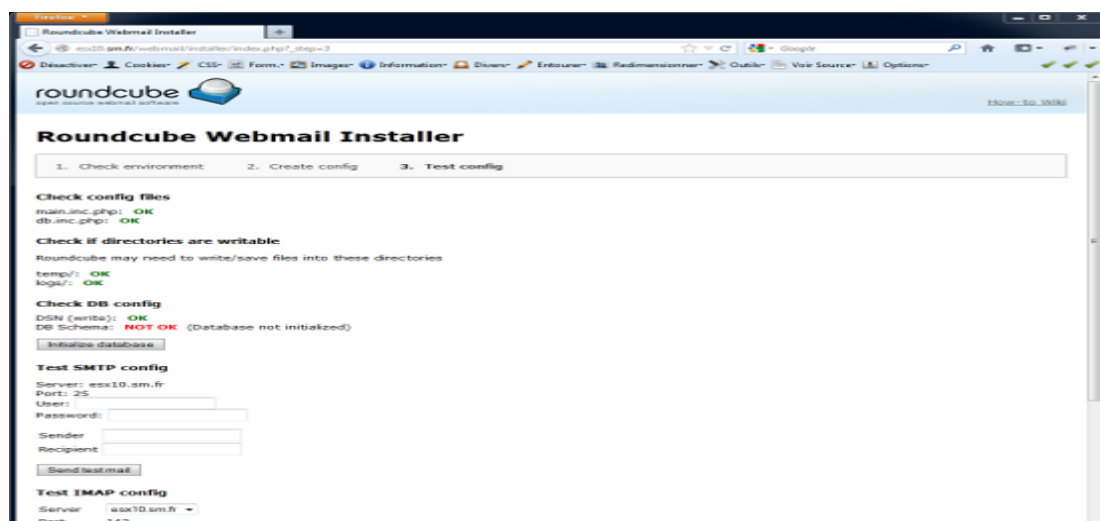 Firefox
Roundcube Webmail Installer
esx10.sm.fr/webmail/installer/index.php?_step=3
Google
Désactiver Cookies CSS Form. Images Information Divers Entourer Redimensionner Outils Voir Source Options
roundcube
open source webmail software
How-to Wiki
Roundcube Webmail Installer
1. Check environment 2. Create config 3. Test config
Check config files
main.inc.php: OK
db.inc.php: OK
Check if directories are writable
Roundcube may need to write/save files into these directories
temp/: OK
logs/: OK
Check DB config
DSN (write): OK
DB Schema: NOT OK (Database not initialized)
Initialize database
Test SMTP config
Server: esx10.sm.fr
Port: 25
User:
Password:
Sender
Recipient
Send test mail
Test IMAP config
Server esx10.sm.fr
Port 143